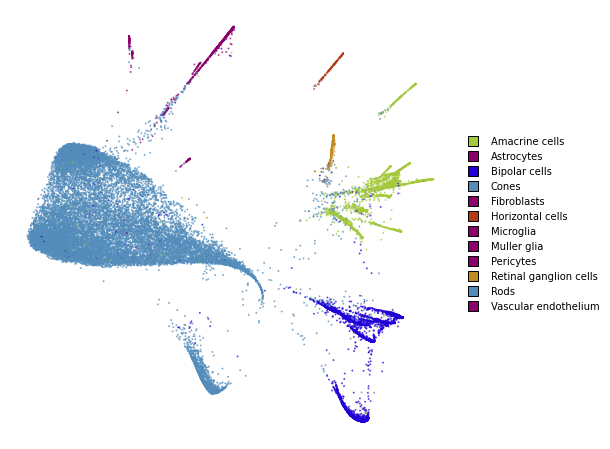 Amacrine cells
Astrocytes
Bipolar cells
Cones
Fibroblasts
Horizontal cells
Microglia
Muller glia
Pericytes
Retinal ganglion cells
Rods
Vascular endothelium